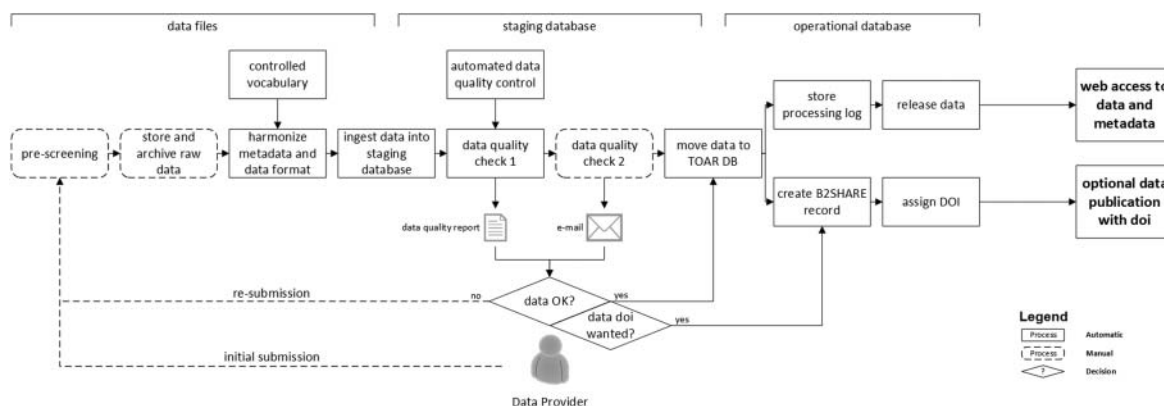 data files
staging database
operational database
controlled
vocabulary
automated data
quality control
pre-screening
store and
archive raw
data
harmonize
metadata and
data format
ingest data into
staging
database
data quality
check 1
data quality
check 2
move data to
TOAR DB
store
processing log
release data
web access to
data and
metadata
create B2SHARE
record
assign DOI
optional data
publication
with doi
data quality report
e-mail
re-submission
no
data OK?
yes
data doi
wanted?
yes
initial submission
Data Provider
Legend
Process
Automatic
Process
Manual
?
Decision